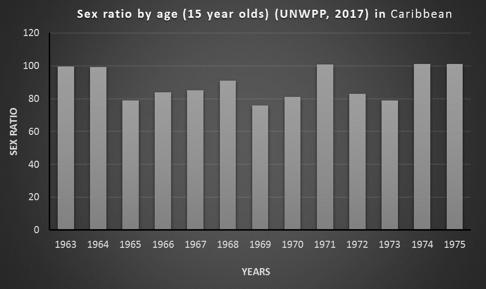 Sex ratio by age (15 year olds) (UNWPP, 2017) in Caribbean
120
100
80
60
40
20
0
SEX RATIO
1963 1964 1965 1966 1967 1968 1969 1970 1971 1972 1973 1974 1975
YEARS